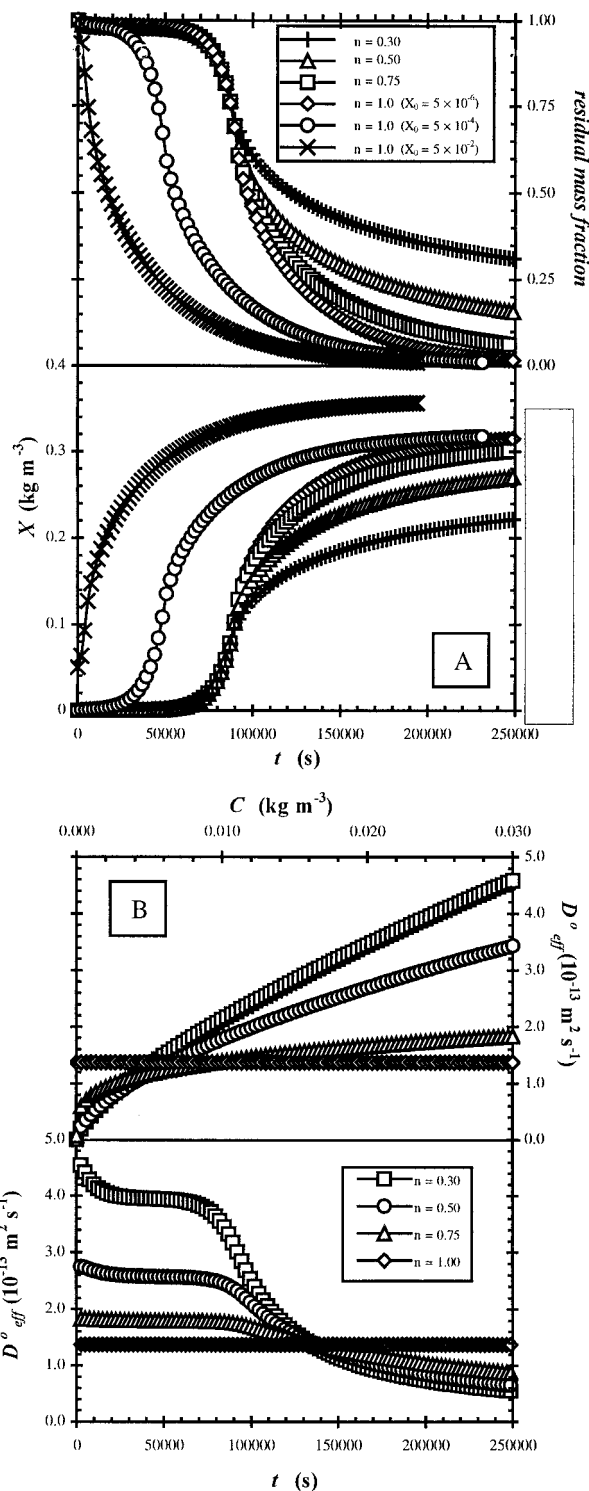 1.00
n = 0.30
n = 0.50
n = 0.75
n = 1.0 (X₀ = 5 × 10⁻⁶)
n = 1.0 (X₀ = 5 × 10⁻⁴)
n = 1.0 (X₀ = 5 × 10⁻²)
0.75
0.50
0.25
0.00
residual mass fraction
0.4
0.3
0.2
0.1
0
X (kg m⁻³)
A
0 50000 100000 150000 200000 250000
t (s)
C (kg m⁻³)
0.000 0.010 0.020 0.030
B
5.0
4.0
3.0
2.0
1.0
0.0
D°eff (10⁻¹³ m² s⁻¹)
5.0
4.0
3.0
2.0
1.0
0.0
D°eff (10⁻¹³ m² s⁻¹)
n = 0.30
n = 0.50
n = 0.75
n = 1.00
0 50000 100000 150000 200000 250000
t (s)